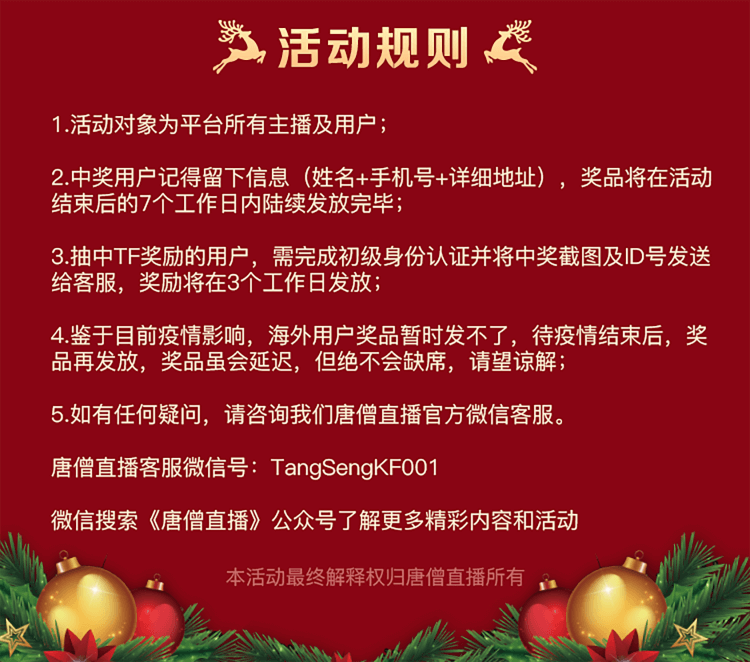 活动规则
1.活动对象为平台所有主播及用户；
2.中奖用户记得留下信息（姓名+手机号+详细地址），奖品将在活动
结束后的7个工作日内陆续发放完毕；
3.抽中TF奖励的用户，需完成初级身份认证并将中奖截图及ID号发送
给客服，奖励将在3个工作日发放；
4.鉴于目前疫情影响，海外用户奖品暂时发不了，待疫情结束后，奖
品再发放，奖品虽会延迟，但绝不会缺席，请望谅解；
5.如有任何疑问，请咨询我们唐僧直播官方微信客服。
唐僧直播客服微信号：TangSengKF001
微信搜索《唐僧直播》公众号了解更多精彩内容和活动
本活动最终解释权归唐僧直播所有